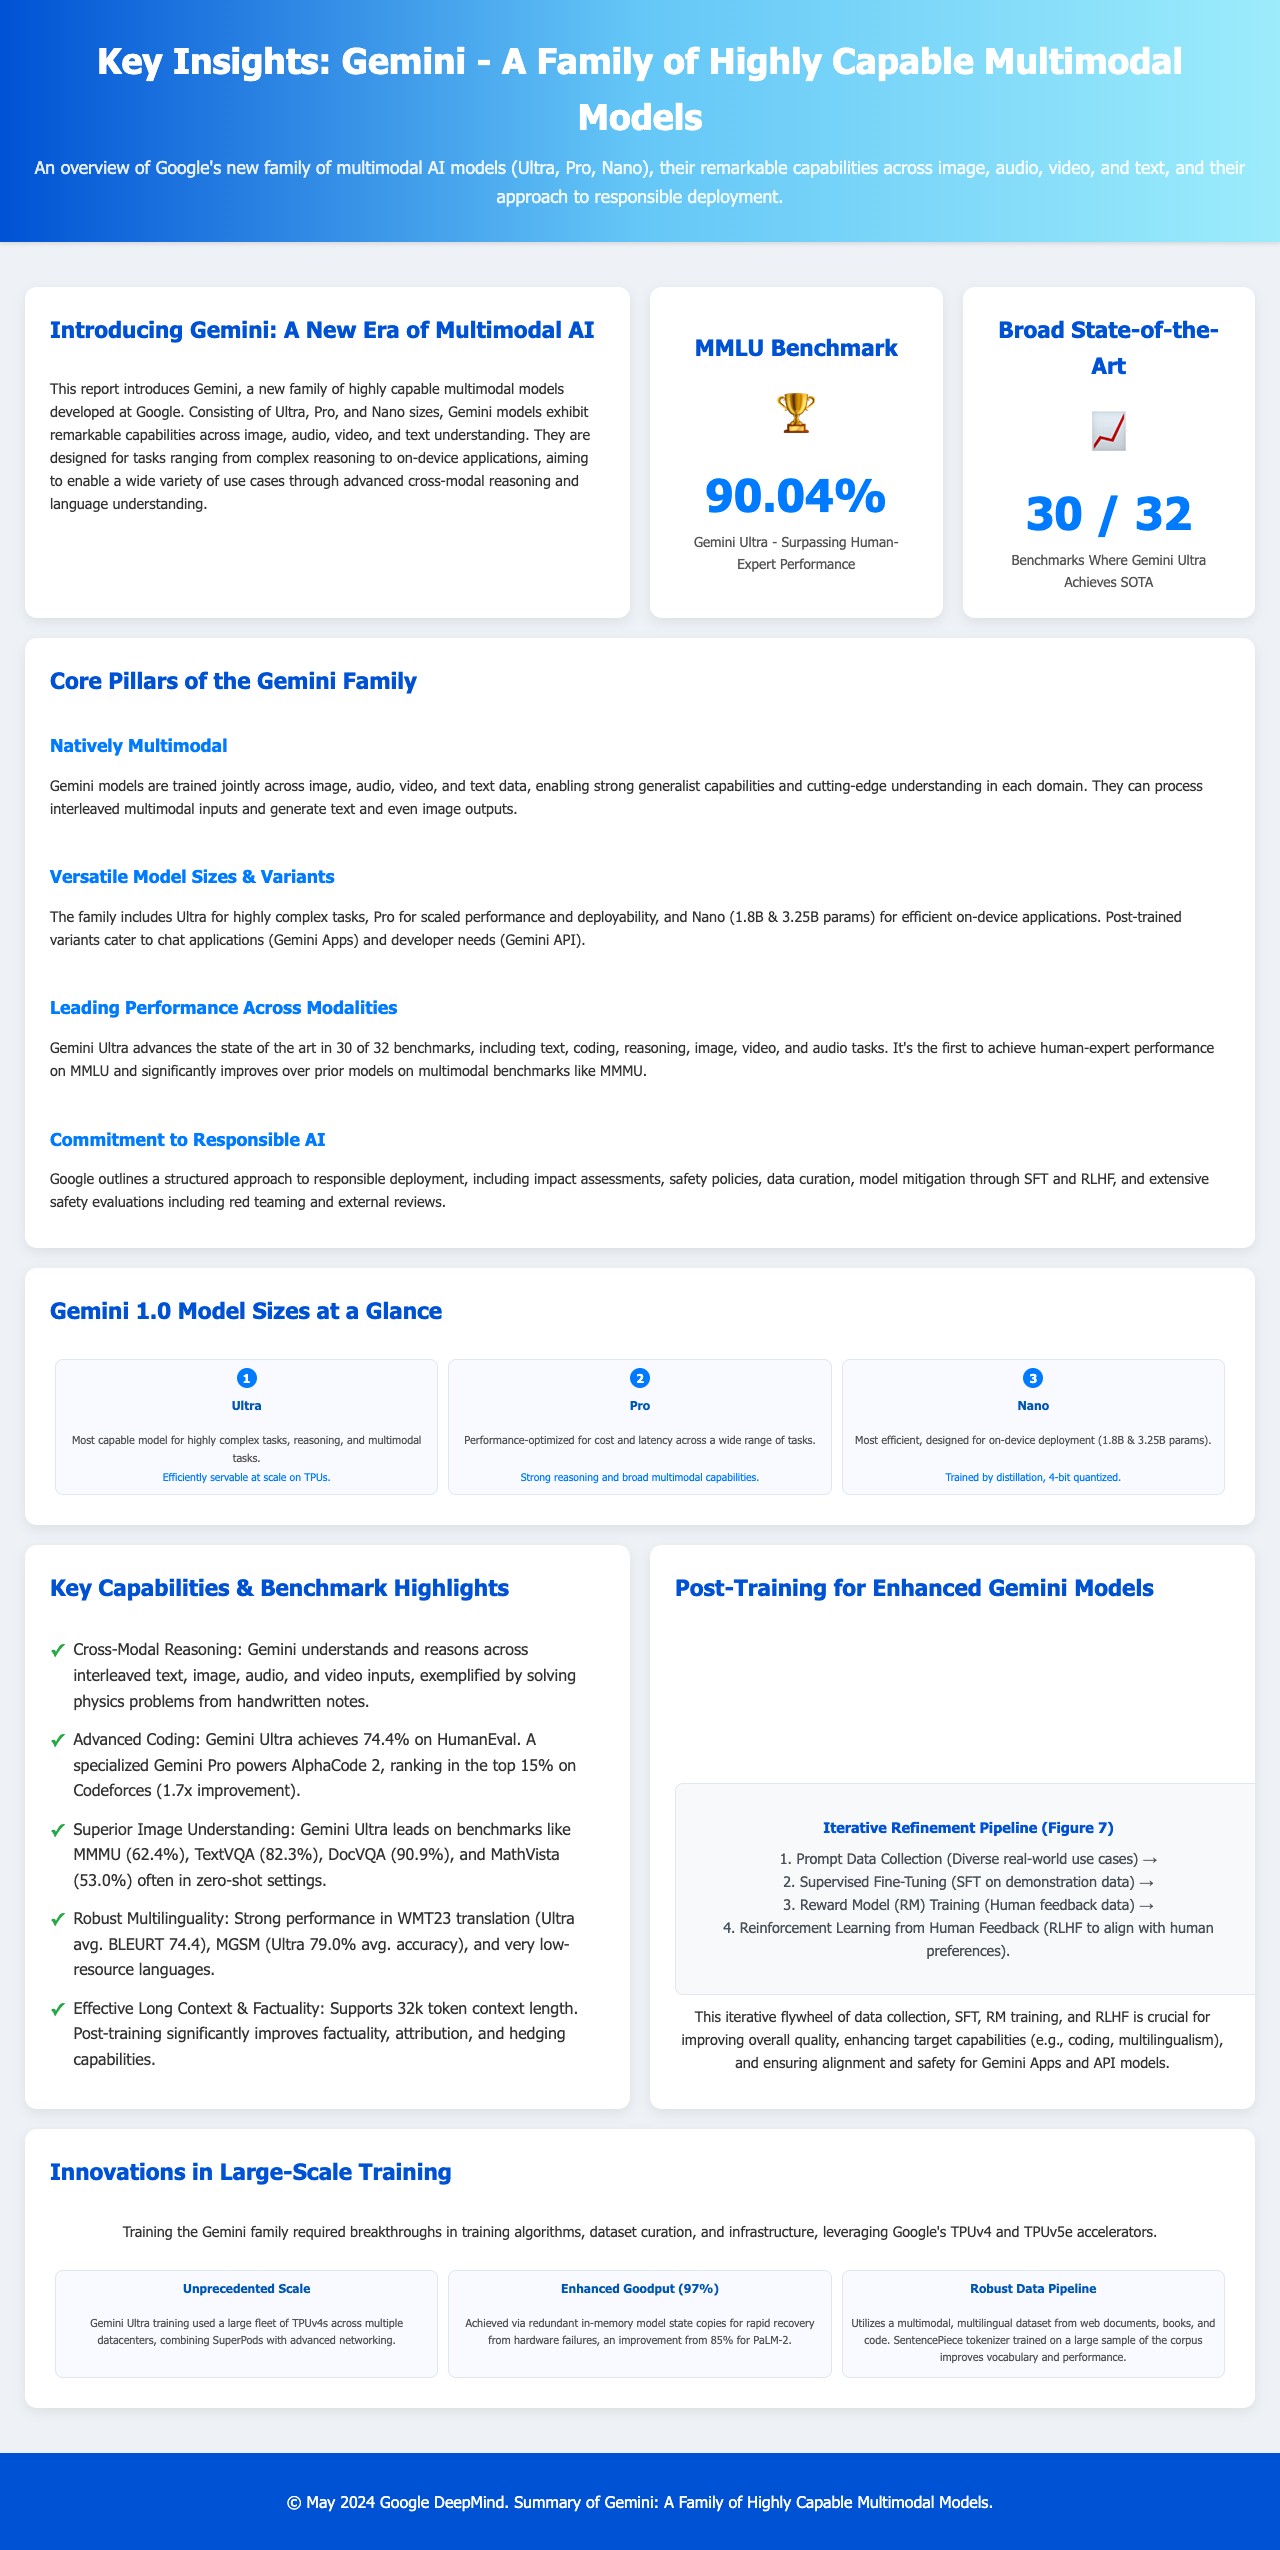 Key Insights: Gemini - A Family of Highly Capable Multimodal
Models
An overview of Google's new family of multimodal AI models (Ultra, Pro, Nano), their remarkable capabilities across image, audio, video, and text, and their
approach to responsible deployment.
Introducing Gemini: A New Era of Multimodal AI
This report introduces Gemini, a new family of highly capable multimodal models
developed at Google. Consisting of Ultra, Pro, and Nano sizes, Gemini models exhibit
remarkable capabilities across image, audio, video, and text understanding. They are
designed for tasks ranging from complex reasoning to on-device applications, aiming
to enable a wide variety of use cases through advanced cross-modal reasoning and
language understanding.
MMLU Benchmark
90.04%
Gemini Ultra - Surpassing Human-
Expert Performance
Broad State-of-the-
Art
30 / 32
Benchmarks Where Gemini Ultra
Achieves SOTA
Core Pillars of the Gemini Family
Natively Multimodal
Gemini models are trained jointly across image, audio, video, and text data, enabling strong generalist capabilities and cutting-edge understanding in each domain. They can process
interleaved multimodal inputs and generate text and even image outputs.
Versatile Model Sizes & Variants
The family includes Ultra for highly complex tasks, Pro for scaled performance and deployability, and Nano (1.8B & 3.25B params) for efficient on-device applications. Post-trained
variants cater to chat applications (Gemini Apps) and developer needs (Gemini API).
Leading Performance Across Modalities
Gemini Ultra advances the state of the art in 30 of 32 benchmarks, including text, coding, reasoning, image, video, and audio tasks. It's the first to achieve human-expert performance
on MMLU and significantly improves over prior models on multimodal benchmarks like MMMU.
Commitment to Responsible AI
Google outlines a structured approach to responsible deployment, including impact assessments, safety policies, data curation, model mitigation through SFT and RLHF, and extensive
safety evaluations including red teaming and external reviews.
Gemini 1.0 Model Sizes at a Glance
1
Ultra
Most capable model for highly complex tasks, reasoning, and multimodal
tasks.
Efficiently servable at scale on TPUs.
2
Pro
Performance-optimized for cost and latency across a wide range of tasks.
Strong reasoning and broad multimodal capabilities.
3
Nano
Most efficient, designed for on-device deployment (1.8B & 3.25B params).
Trained by distillation, 4-bit quantized.
Key Capabilities & Benchmark Highlights
✓ Cross-Modal Reasoning: Gemini understands and reasons across
interleaved text, image, audio, and video inputs, exemplified by solving
physics problems from handwritten notes.
✓ Advanced Coding: Gemini Ultra achieves 74.4% on HumanEval. A
specialized Gemini Pro powers AlphaCode 2, ranking in the top 15% on
Codeforces (1.7x improvement).
✓ Superior Image Understanding: Gemini Ultra leads on benchmarks like
MMMU (62.4%), TextVQA (82.3%), DocVQA (90.9%), and MathVista
(53.0%) often in zero-shot settings.
✓ Robust Multilinguality: Strong performance in WMT23 translation (Ultra
avg. BLEURT 74.4), MGSM (Ultra 79.0% avg. accuracy), and very low-
resource languages.
✓ Effective Long Context & Factuality: Supports 32k token context length.
Post-training significantly improves factuality, attribution, and hedging
capabilities.
Post-Training for Enhanced Gemini Models
Iterative Refinement Pipeline (Figure 7)
1. Prompt Data Collection (Diverse real-world use cases) →
2. Supervised Fine-Tuning (SFT on demonstration data) →
3. Reward Model (RM) Training (Human feedback data) →
4. Reinforcement Learning from Human Feedback (RLHF to align with human
preferences).
This iterative flywheel of data collection, SFT, RM training, and RLHF is crucial for
improving overall quality, enhancing target capabilities (e.g., coding, multilingualism),
and ensuring alignment and safety for Gemini Apps and API models.
Innovations in Large-Scale Training
Training the Gemini family required breakthroughs in training algorithms, dataset curation, and infrastructure, leveraging Google's TPUv4 and TPUv5e accelerators.
Unprecedented Scale
Gemini Ultra training used a large fleet of TPUv4s across multiple
datacenters, combining SuperPods with advanced networking.
Enhanced Goodput (97%)
Achieved via redundant in-memory model state copies for rapid recovery
from hardware failures, an improvement from 85% for PaLM-2.
Robust Data Pipeline
Utilizes a multimodal, multilingual dataset from web documents, books, and
code. SentencePiece tokenizer trained on a large sample of the corpus
improves vocabulary and performance.
© May 2024 Google DeepMind. Summary of Gemini: A Family of Highly Capable Multimodal Models.